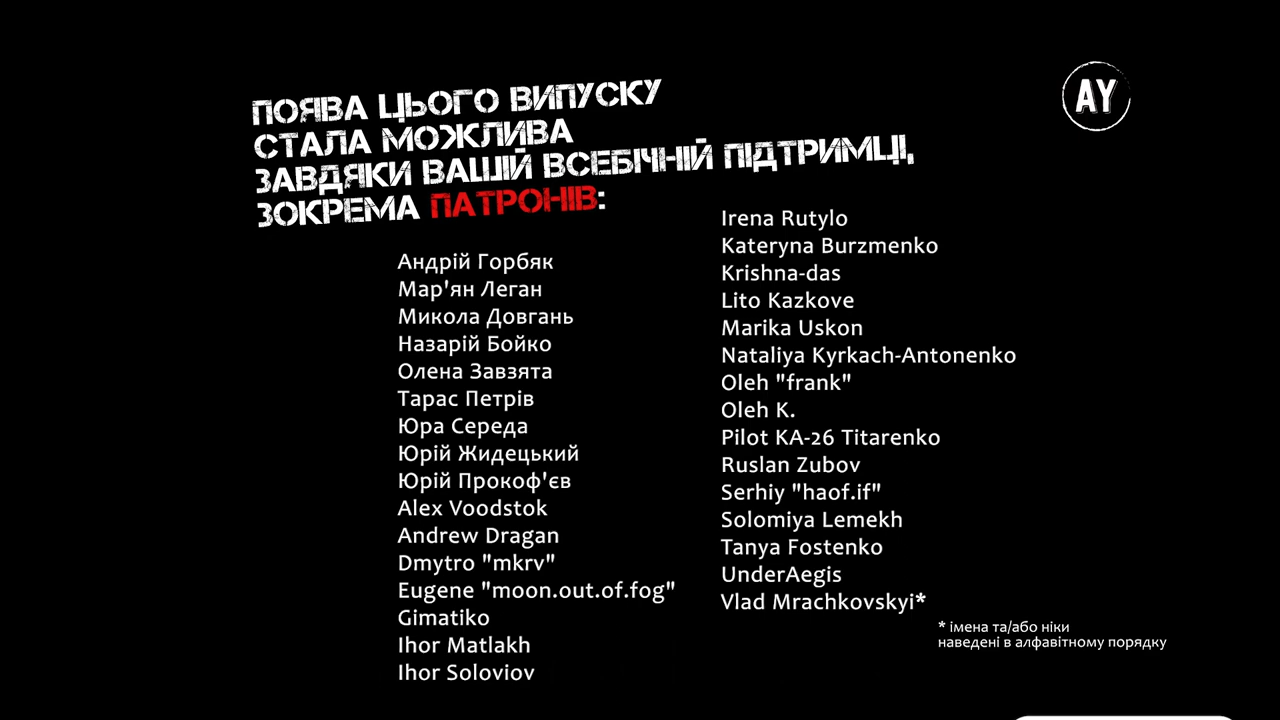 ПОЯВА ЦЬОГО ВИПУСКУ
СТАЛА МОЖЛИВА
ЗАВДЯКИ ВАШІЙ ВСЕБІЧНІЙ ПІДТРИМЦІ,
ЗОКРЕМА ПАТРОНІВ:
AY
Андрій Горбяк
Мар'ян Леган
Микола Довгань
Назарій Бойко
Олена Завзята
Тарас Петрів
Юра Середа
Юрій Жидецький
Юрій Прокоф'єв
Alex Voodstok
Andrew Dragan
Dmytro "mkrv"
Eugene "moon.out.of.fog"
Gimatiko
Ihor Matlakh
Ihor Soloviov
Irena Rutylo
Kateryna Burzmenko
Krishna-das
Lito Kazkove
Marika Uskon
Nataliya Kyrkach-Antonenko
Oleh "frank"
Oleh K.
Pilot KA-26 Titarenko
Ruslan Zubov
Serhiy "haof.if"
Solomiya Lemekh
Tanya Fostenko
UnderAegis
Vlad Mrachkovskyi*
* імена та/або ніки
наведені в алфавітному порядку